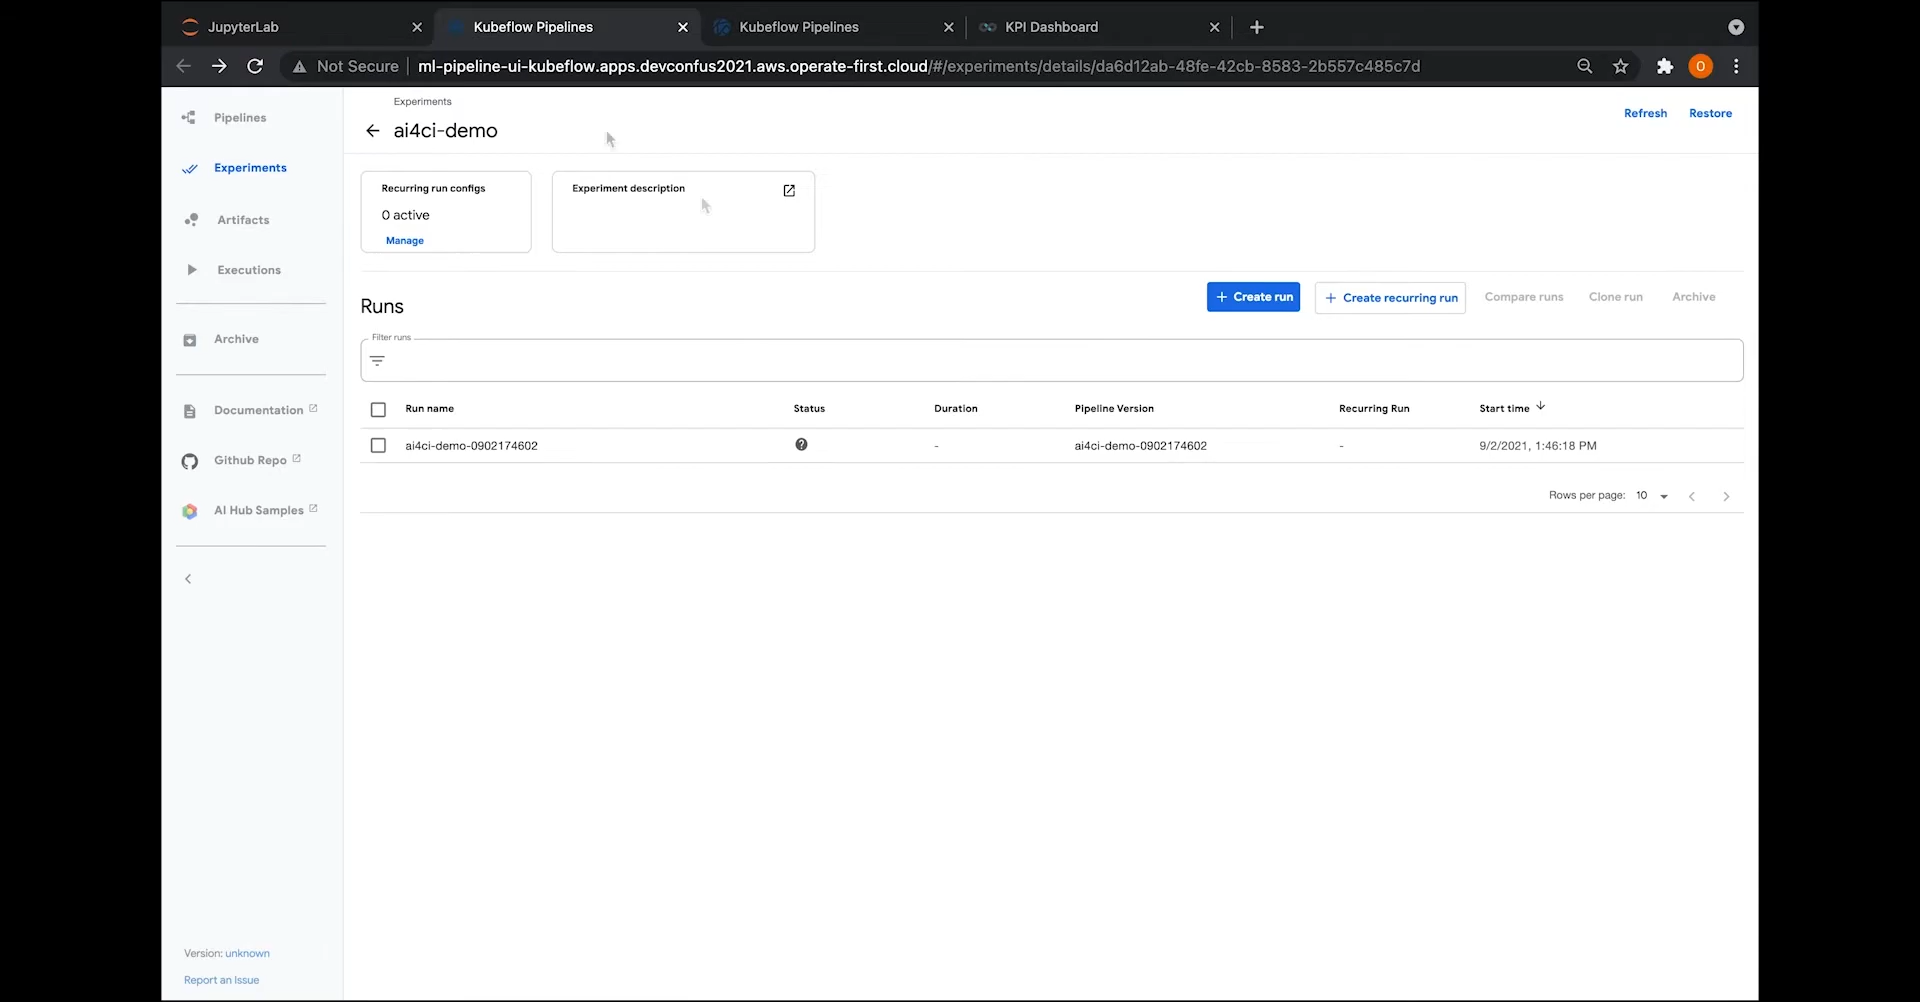 JupyterLab
Kubeflow Pipelines
Kubeflow Pipelines
KPI Dashboard
Not Secure
ml-pipeline-ui-kubeflow.apps.devconfus2021.aws.operate-first.cloud/#/experiments/details/da6d12ab-48fe-42cb-8583-2b557c485c7d
O
Pipelines
Experiments
Artifacts
Executions
Archive
Documentation
Github Repo
AI Hub Samples
Version: unknown
Report an Issue
Experiments
ai4ci-demo
Refresh
Restore
Recurring run configs
0 active
Manage
Experiment description
Runs
+ Create run
+ Create recurring run
Compare runs
Clone run
Archive
Filter runs
Run name Status Duration Pipeline Version Recurring Run Start time
ai4ci-demo-0902174602 - ai4ci-demo-0902174602 - 9/2/2021, 1:46:18 PM
Rows per page: 10